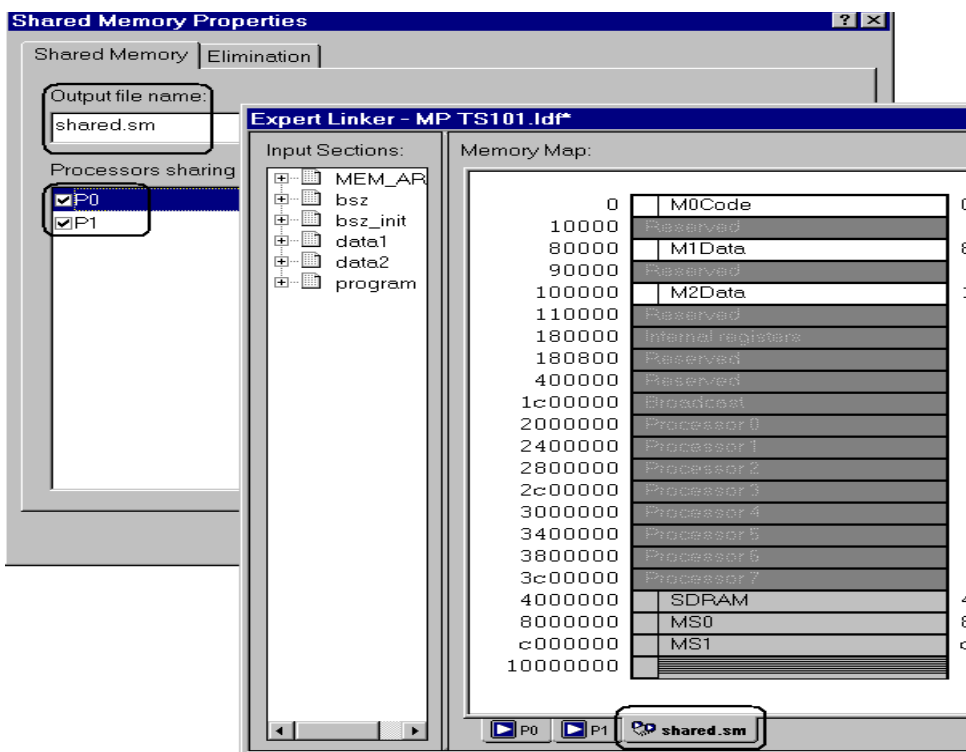 Shared Memory Properties
Shared Memory
Elimination
Output file name:
shared.sm
Processors sharing
P0
P1
Expert Linker - MP TS101.ldf*
Input Sections:
MEM_AR
bsz
bsz_init
data1
data2
program
Memory Map:
0 M0Code 0
10000 Reserved
80000 M1Data 8
90000 Reserved
100000 M2Data
110000 Reserved
180000 Internal registers
180800 Reserved
400000 Reserved
1c00000 Broadcast
2000000 Processor 0
2400000 Processor 1
2800000 Processor 2
2c00000 Processor 3
3000000 Processor 4
3400000 Processor 5
3800000 Processor 6
3c00000 Processor 7
4000000 SDRAM 4
8000000 MS0 8
c000000 MS1 c
10000000
P0 P1 shared.sm